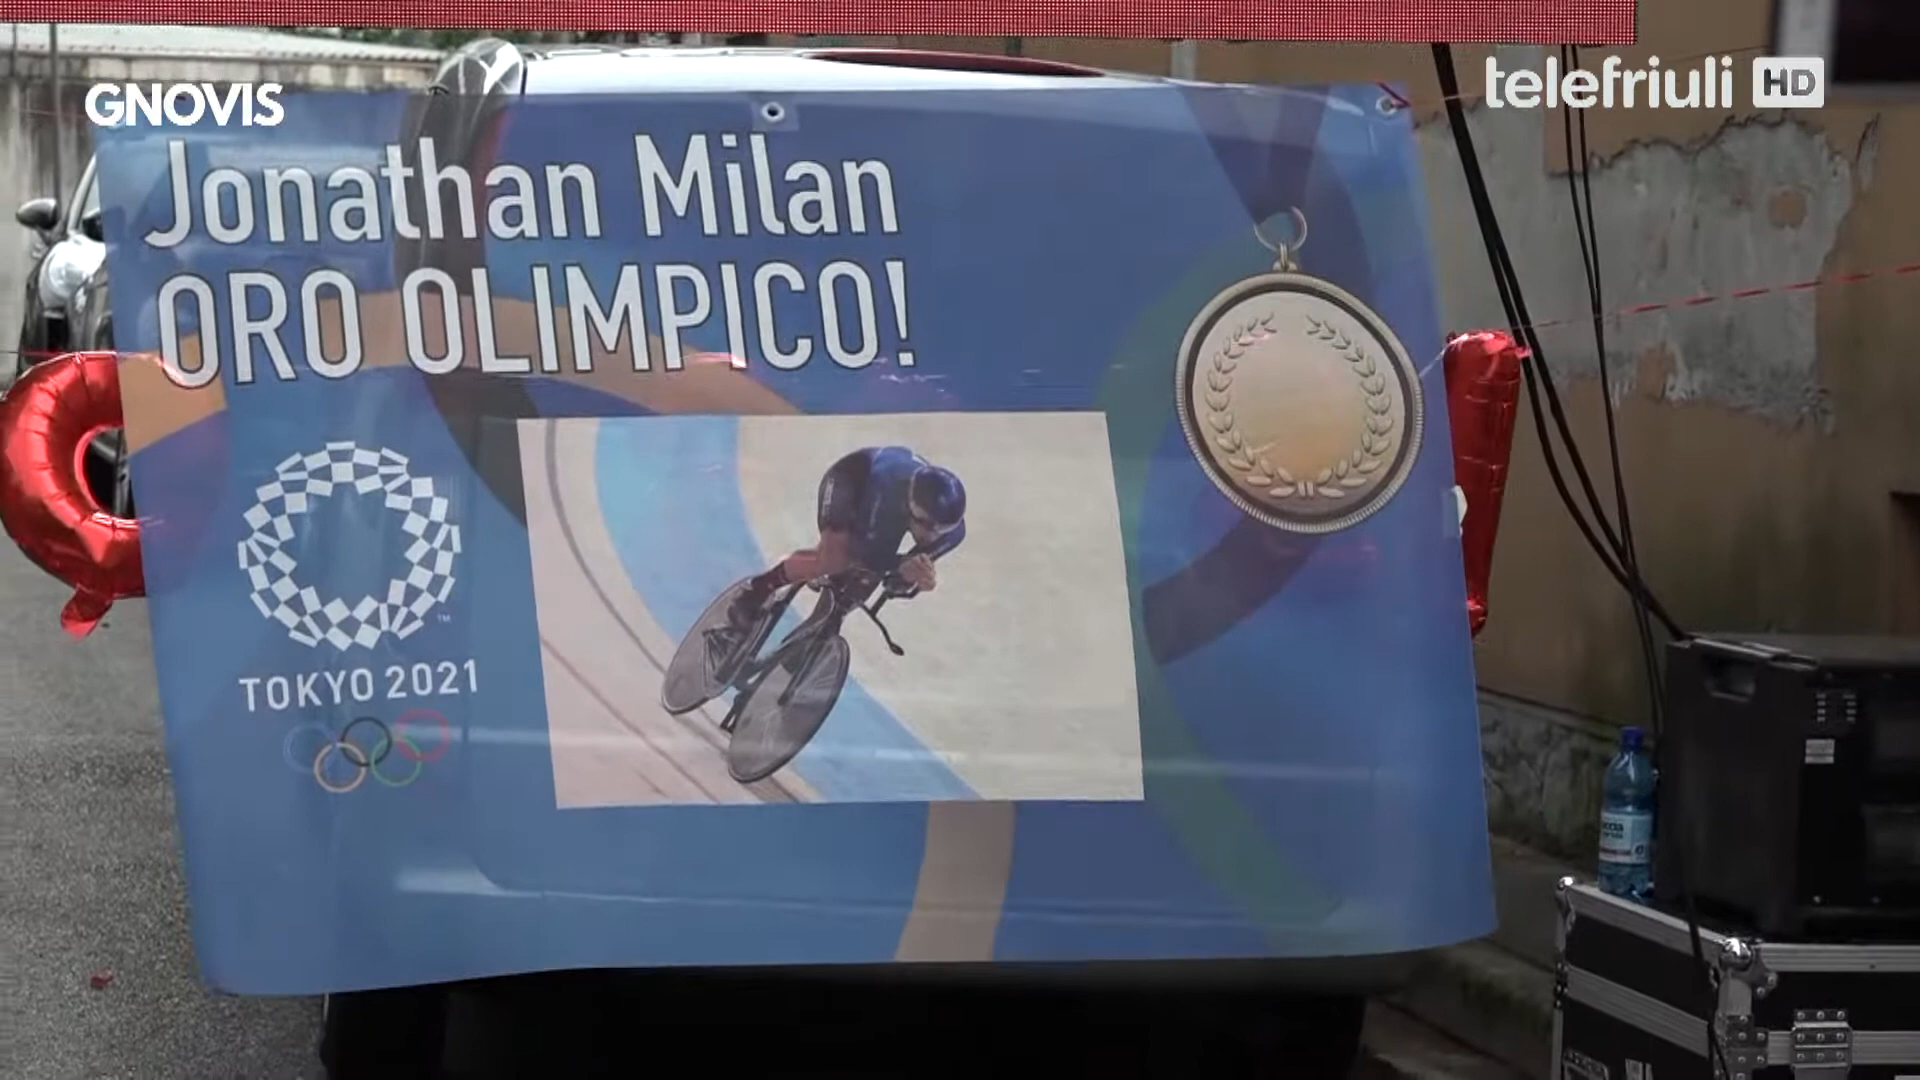 GNOVIS
telefriuli HD
Jonathan Milan
ORO OLIMPICO!
TOKYO 2021